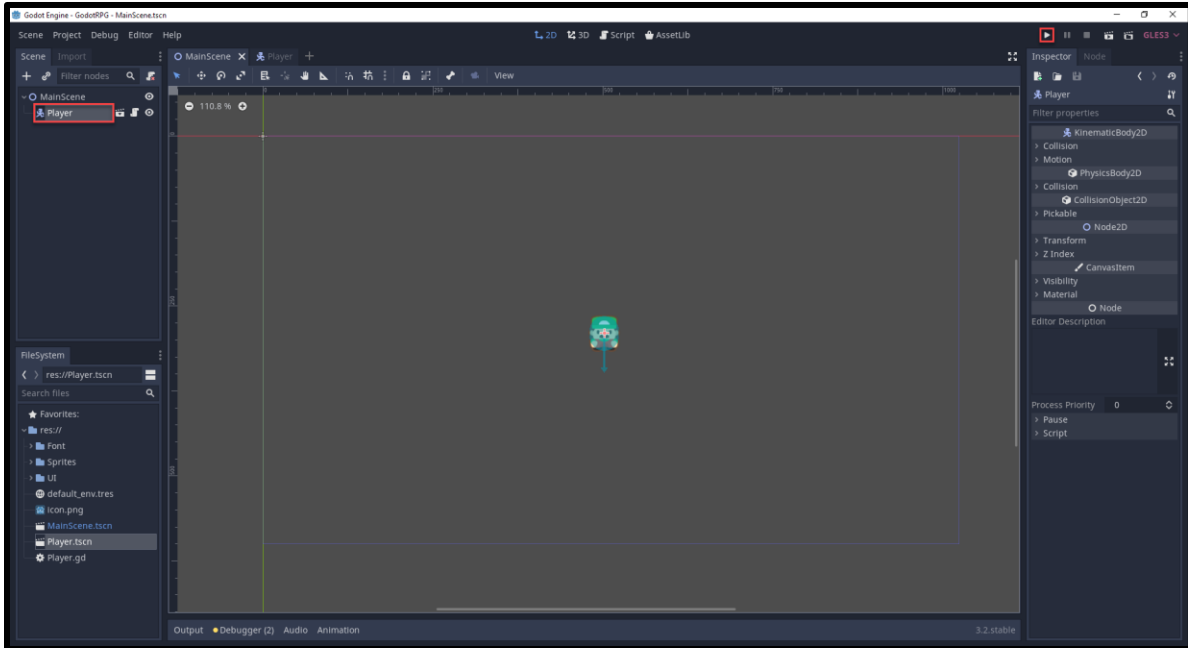 Godot Engine - GodotRPG - MainScene.tscn
Scene Project Debug Editor Help
2D 3D Script AssetLib
GLES3
Scene Import
MainScene Player
Inspector Node
Filter nodes
View
MainScene
Player
110.8 %
0 250 500 750 1000
0
250
500
Player
Filter properties
KinematicBody2D
Collision
Motion
PhysicsBody2D
Collision
CollisionObject2D
Pickable
Node2D
Transform
Z Index
CanvasItem
Visibility
Material
Node
Editor Description
Process Priority 0
Pause
Script
FileSystem
res://Player.tscn
Search files
Favorites:
res://
Font
Sprites
UI
default_env.tres
icon.png
MainScene.tscn
Player.tscn
Player.gd
Output Debugger (2) Audio Animation
3.2.stable